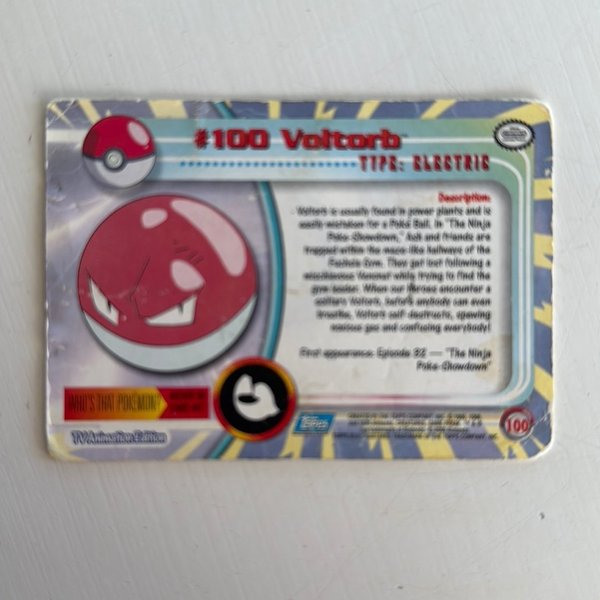 #100 Voltorb™
TYPE: ELECTRIC
Description:
Voltorb is usually found in power plants and is
easily mistaken for a Poké Ball. In "The Ninja
Poké-Showdown," Ash and friends are
trapped within the maze-like hallways of the
Fuchsia Gym. They get lost following a
mischievous Venonat while trying to find the
gym leader. When our heroes encounter a
solitary Voltorb, before anybody can even
breathe, Voltorb self-destructs, spewing
noxious gas and confusing everybody!
First appearance: Episode 32 — "The Ninja
Poké-Showdown"
WHO'S THAT POKÉMON?
TV Animation Edition
Topps
100